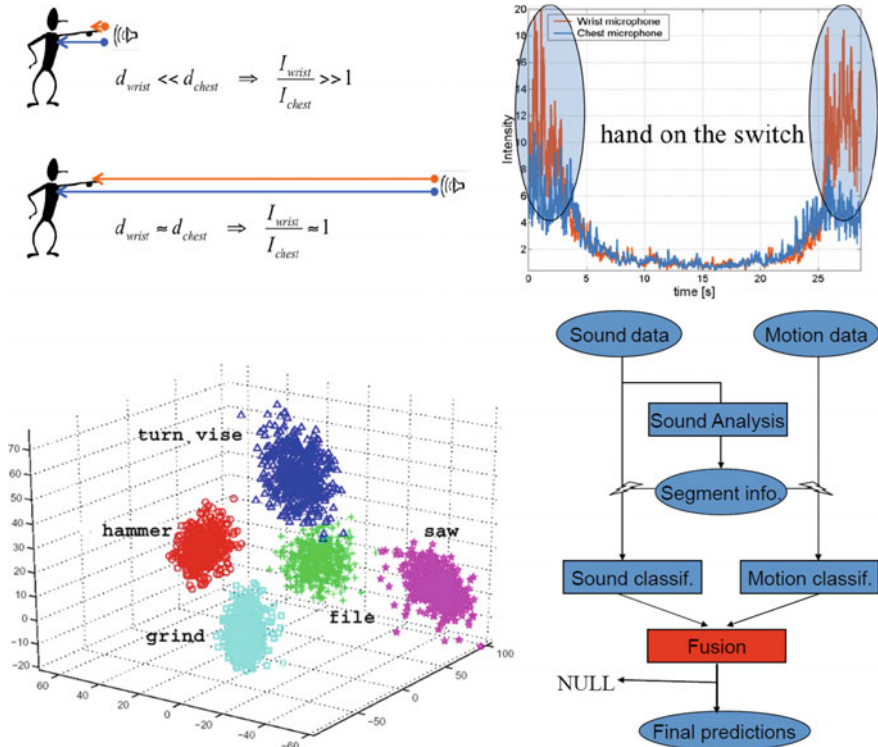 d_wrist << d_chest ⇒ I_wrist / I_chest >> 1
d_wrist ≈ d_chest ⇒ I_wrist / I_chest ≈ 1
20
18
16
14
12
10
8
6
4
2
Intensity
Wrist microphone
Chest microphone
hand on the switch
0 5 10 15 20 25
time [s]
turn vise
hammer
saw
file
grind
70
60
50
40
30
20
10
0
−10
−20
60 40 20 0 −20 −40 −60
−50 0 50 100
Sound data
Motion data
Sound Analysis
Segment info.
Sound classif.
Motion classif.
Fusion
NULL
Final predictions